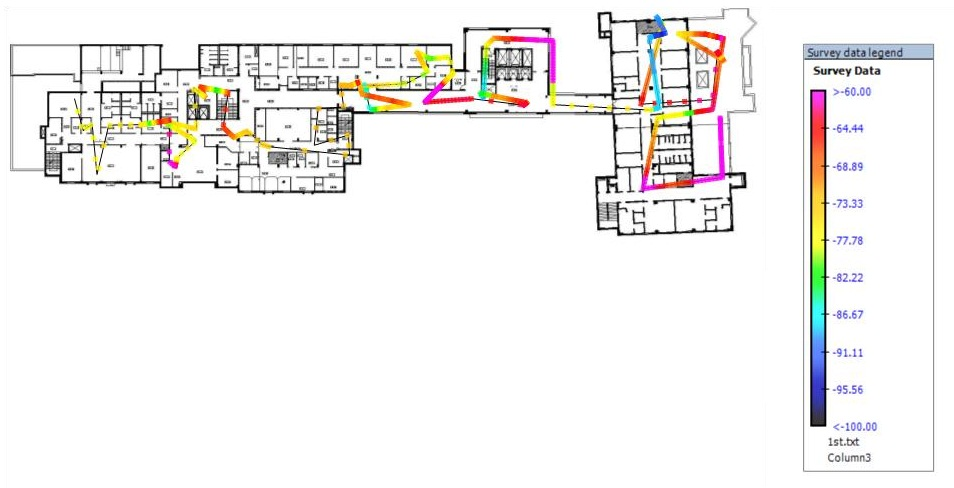 Survey data legend
Survey Data
>-60.00
-64.44
-68.89
-73.33
-77.78
-82.22
-86.67
-91.11
-95.56
<-100.00
1st.txt
Column3